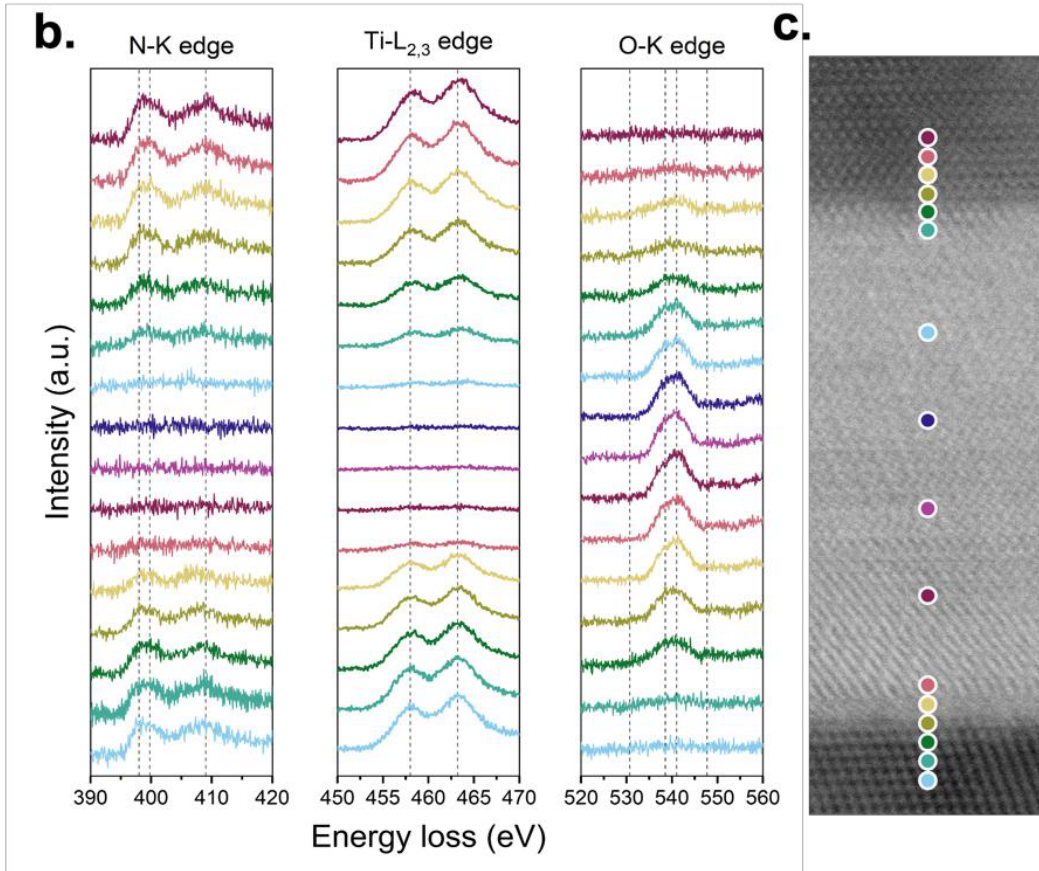 b.
N-K edge
Ti-L2,3 edge
O-K edge
c.
Intensity (a.u.)
390 400 410 420
450 455 460 465 470
520 530 540 550 560
Energy loss (eV)